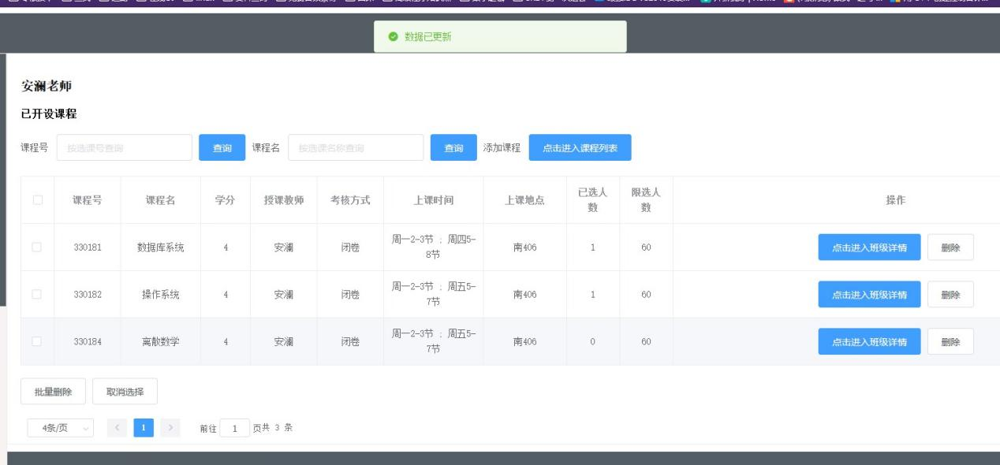 数据已更新
安澜老师
已开设课程
课程号 按选课号查询 查询 课程名 按选课名称查询 查询 添加课程 点击进入课程列表
课程号 课程名 学分 授课教师 考核方式 上课时间 上课地点 已选人数 限选人数 操作
330181 数据库系统 4 安澜 闭卷 周一2-3节 ; 周四5-8节 南406 1 60 点击进入班级详情 删除
330182 操作系统 4 安澜 闭卷 周一2-3节 ; 周五5-7节 南406 1 60 点击进入班级详情 删除
330184 离散数学 4 安澜 闭卷 周一2-3节 ; 周五5-7节 南406 0 60 点击进入班级详情 删除
批量删除 取消选择
4条/页 1 前往 1 页共 3 条